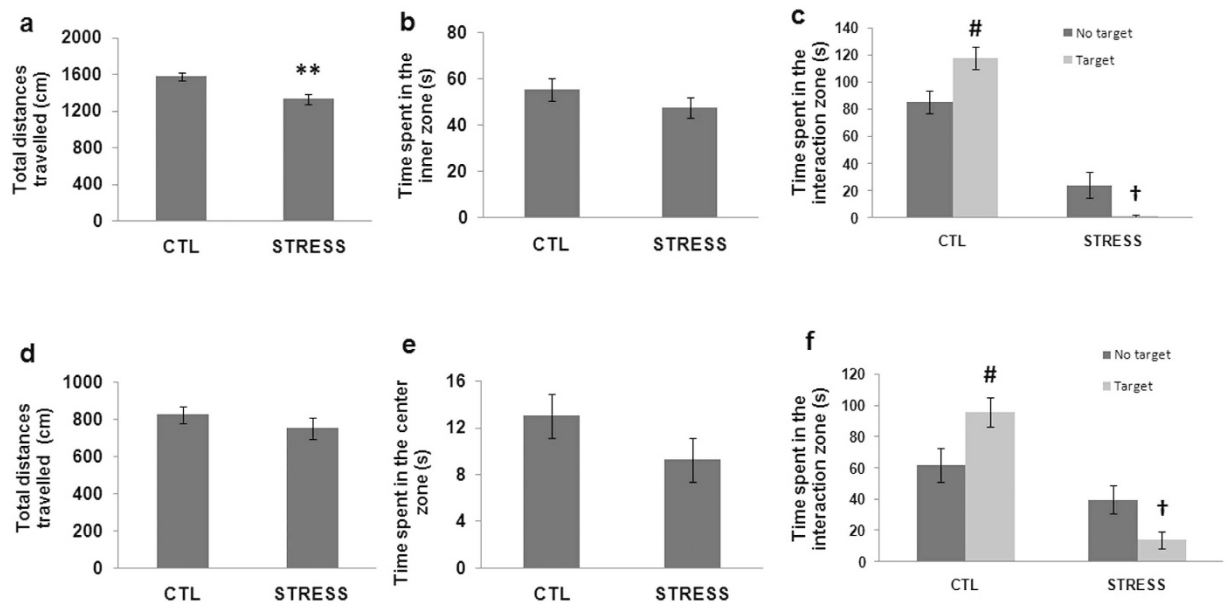 a
Total distances
travelled (cm)
2000
1600
1200
800
400
0
**
CTL
STRESS
b
Time spent in the
inner zone (s)
80
60
40
20
0
CTL
STRESS
c
Time spent in the
interaction zone (s)
140
120
100
80
60
40
20
0
#
†
No target
Target
CTL
STRESS
d
Total distances
travelled (cm)
1000
800
600
400
200
0
CTL
STRESS
e
Time spent in the center
zone (s)
16
12
8
4
0
CTL
STRESS
f
Time spent in the
interaction zone (s)
120
100
80
60
40
20
0
#
†
No target
Target
CTL
STRESS